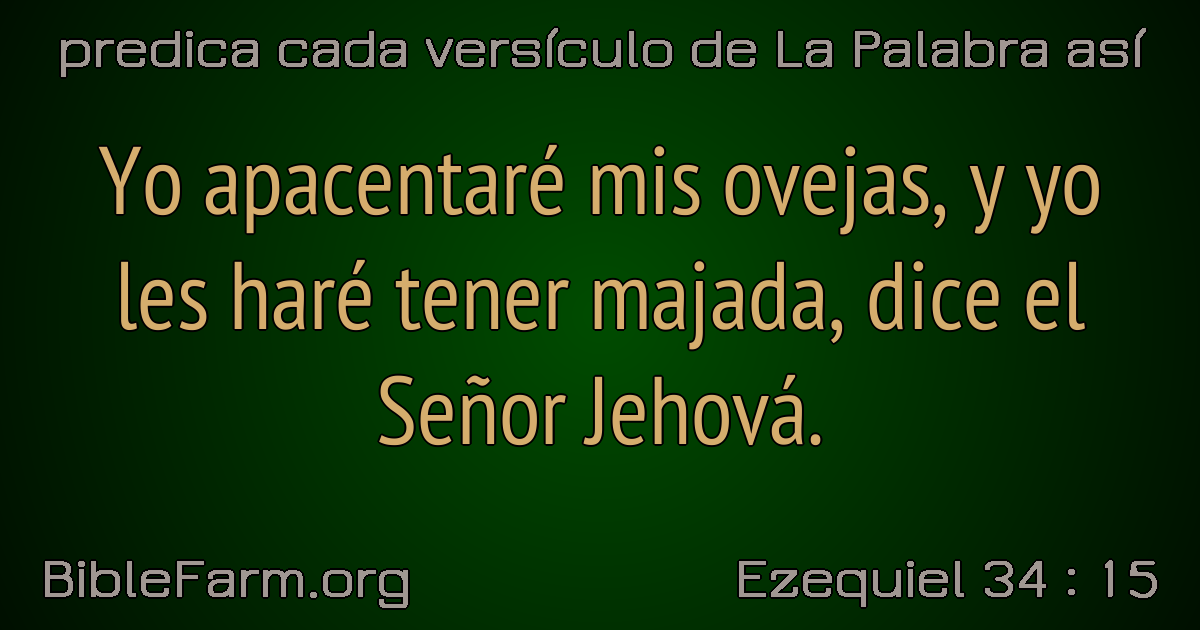 predica cada versículo de La Palabra así
Yo apacentaré mis ovejas, y yo
les haré tener majada, dice el
Señor Jehová.
BibleFarm.org
Ezequiel 34 : 15